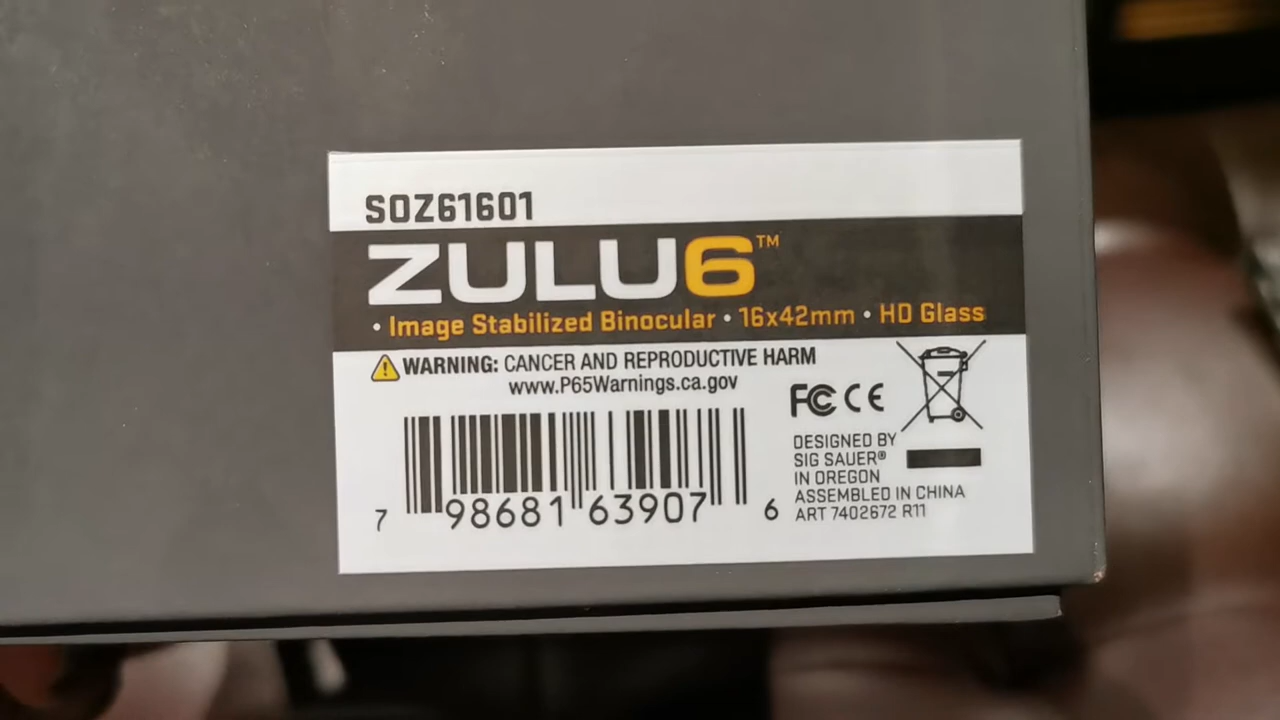 SOZ61601
ZULU6™
• Image Stabilized Binocular • 16x42mm • HD Glass
⚠ WARNING: CANCER AND REPRODUCTIVE HARM
www.P65Warnings.ca.gov
FC CE
7 98681 63907 6
DESIGNED BY
SIG SAUER®
IN OREGON
ASSEMBLED IN CHINA
ART 7402672 R11